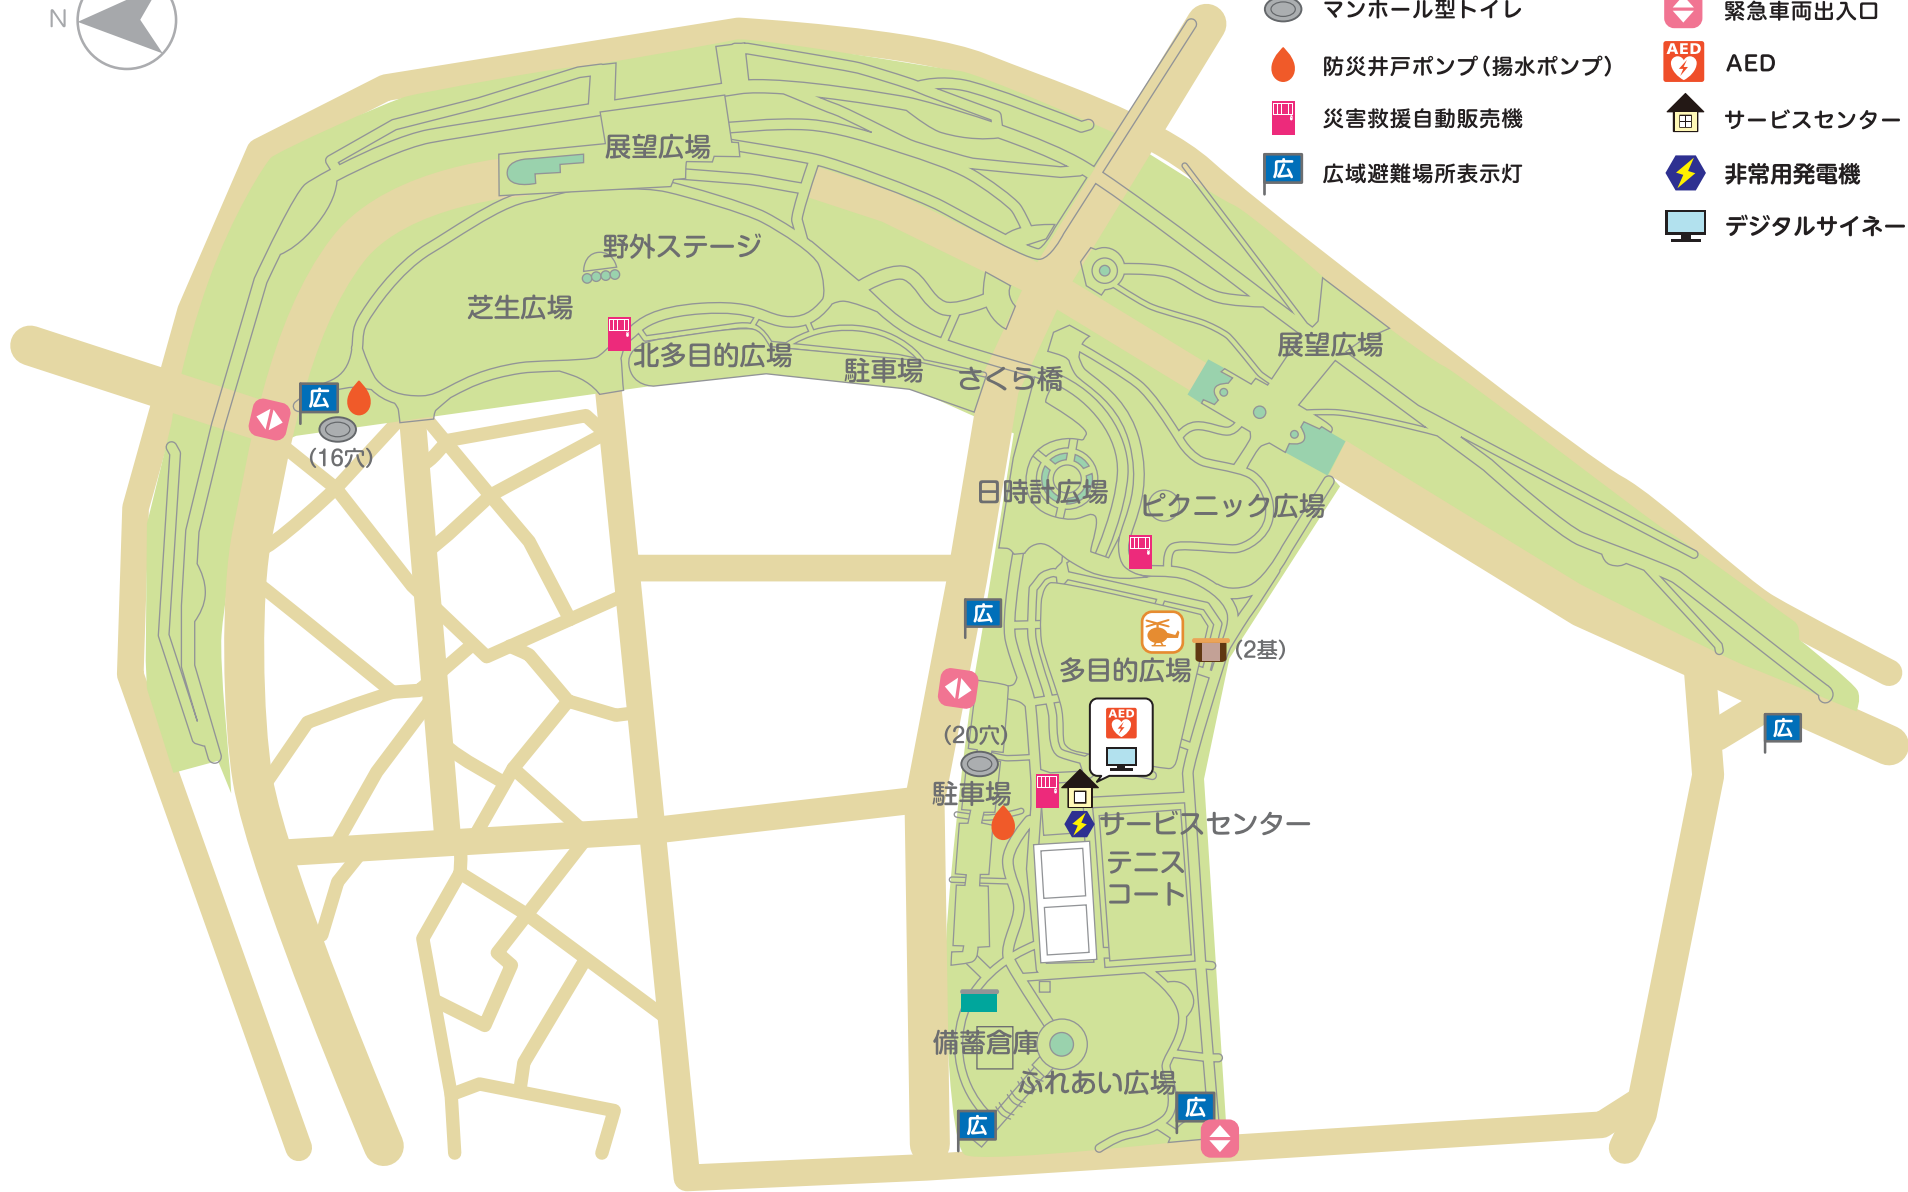 N
マンホール型トイレ
防災井戸ポンプ(揚水ポンプ)
災害救援自動販売機
広
広域避難場所表示灯
緊急車両出入口
AED
AED
サービスセンター
非常用発電機
デジタルサイネー
展望広場
野外ステージ
芝生広場
北多目的広場
駐車場
さくら橋
展望広場
広
(16穴)
日時計広場
ピクニック広場
広
(2基)
多目的広場
AED
(20穴)
駐車場
広
サービスセンター
テニス
コート
備蓄倉庫
ふれあい広場
広
広